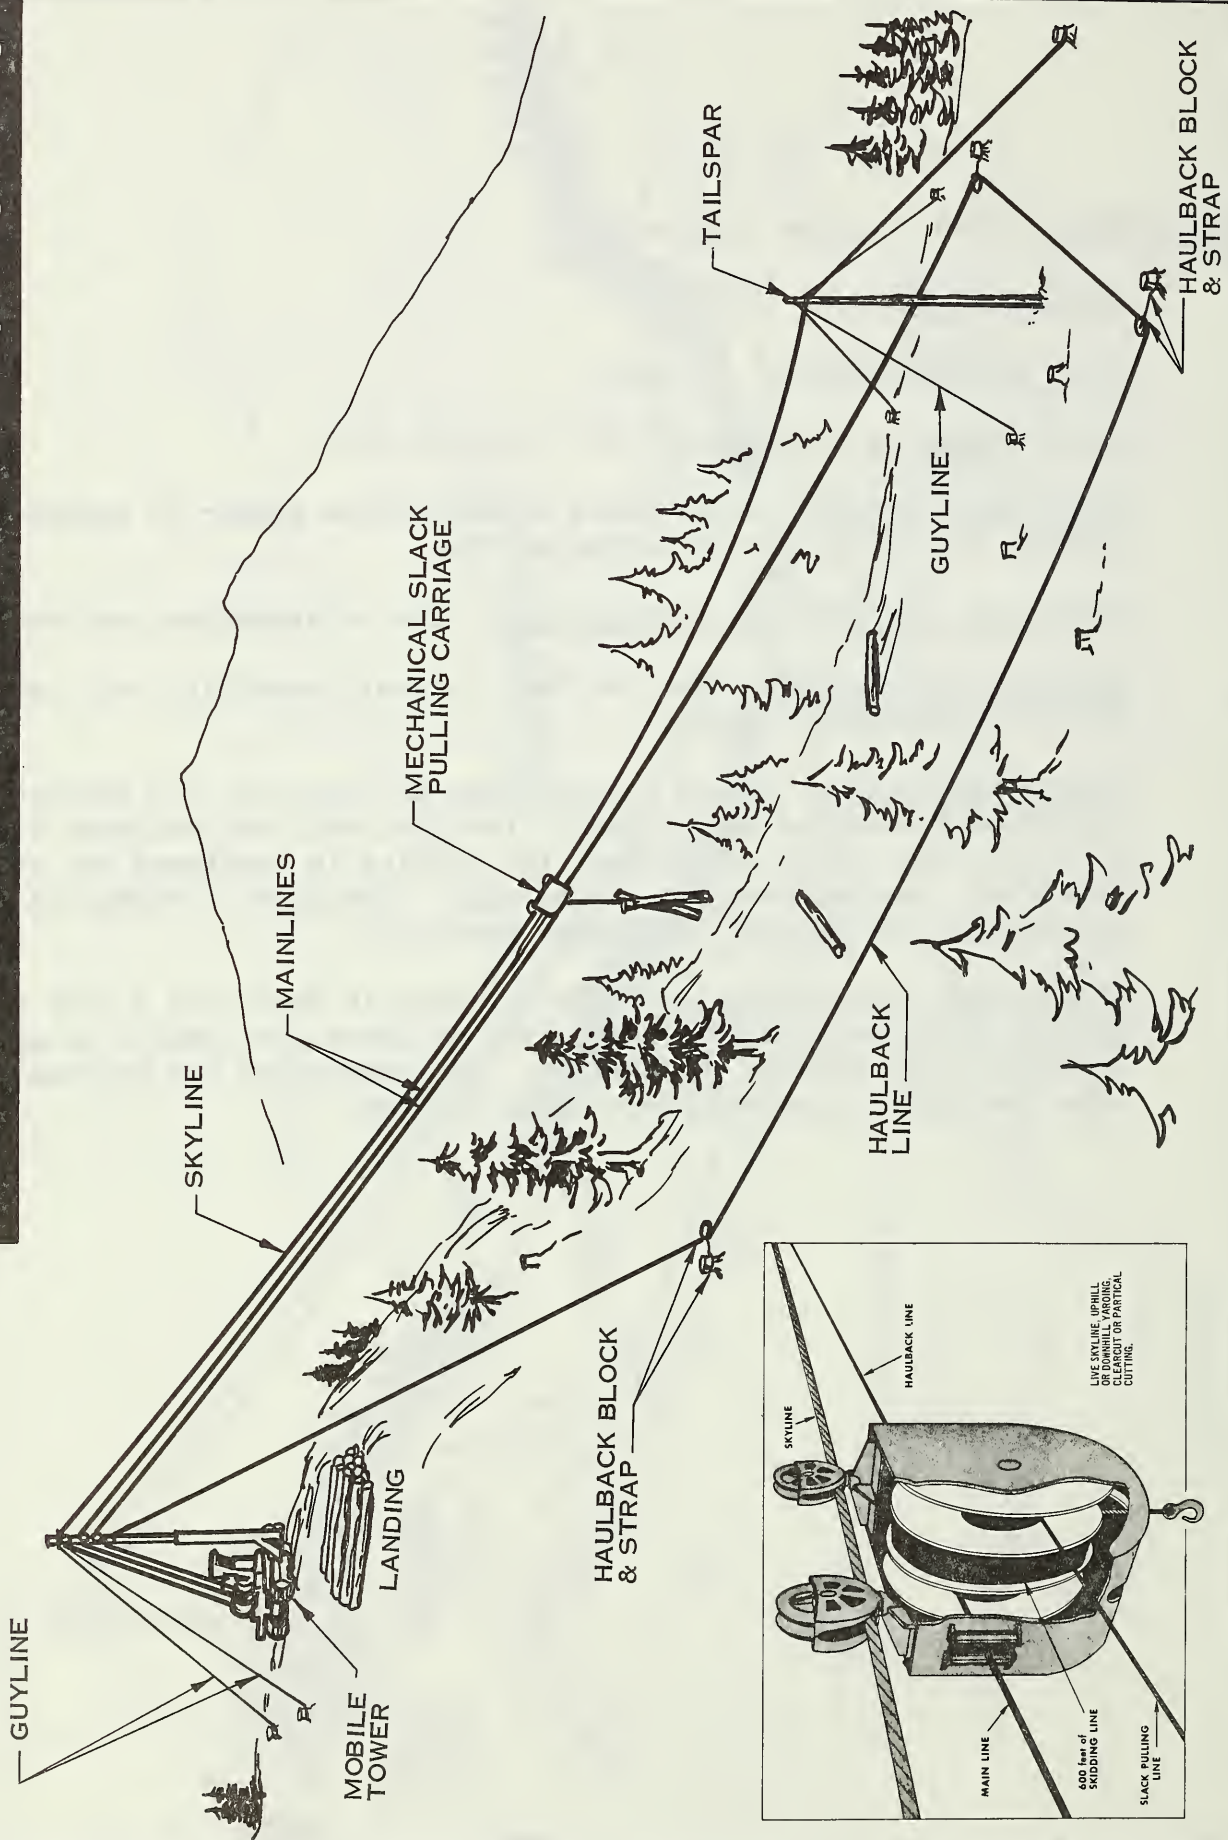 GUYLINE
SKYLINE
MAINLINES
MECHANICAL SLACK
PULLING CARRIAGE
TAILSPAR
MOBILE
TOWER
LANDING
HAULBACK BLOCK
& STRAP
HAULBACK
LINE
GUYLINE
HAULBACK BLOCK
& STRAP
SKYLINE
HAULBACK LINE
MAIN LINE
600 feet of
SKIDDING LINE
SLACK PULLING
LINE
LIVE SKYLINE, UPHILL
OR DOWNHILL YARDING,
CLEARCUT OR PARTICAL
CUTTING.